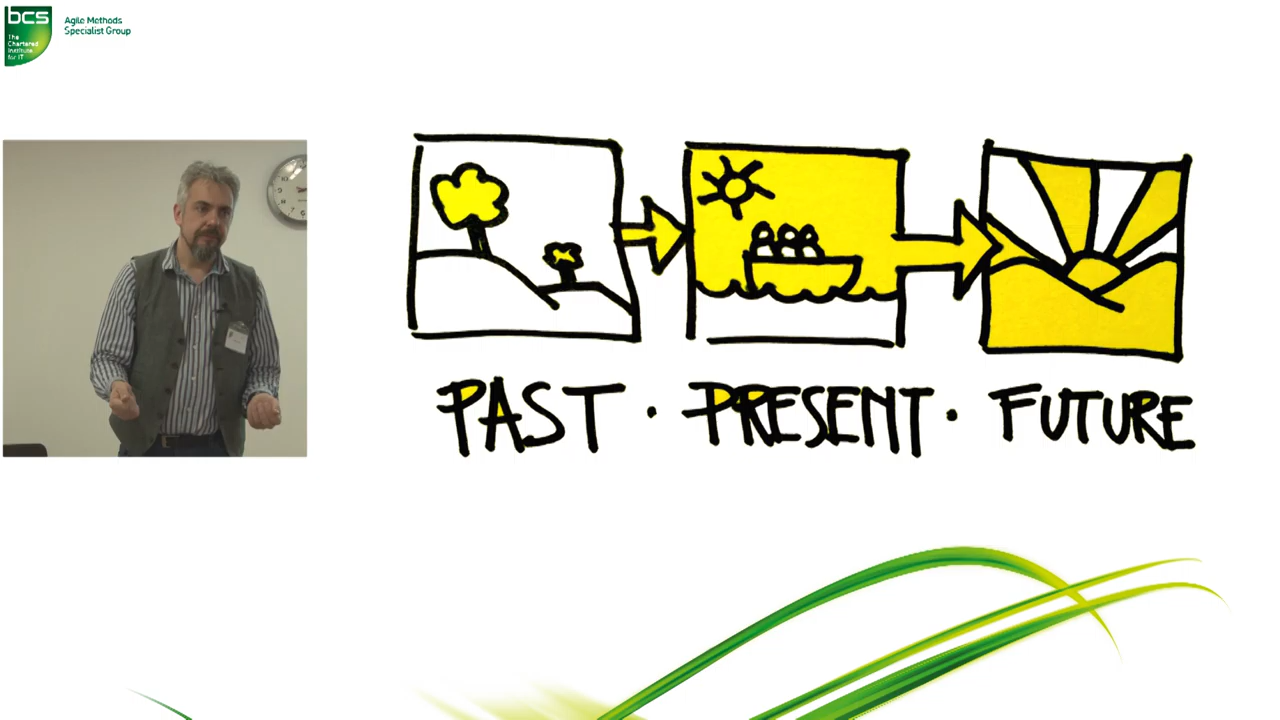 bcs
The
Chartered
Institute
for IT
Agile Methods
Specialist Group
PAST · PRESENT · FUTURE